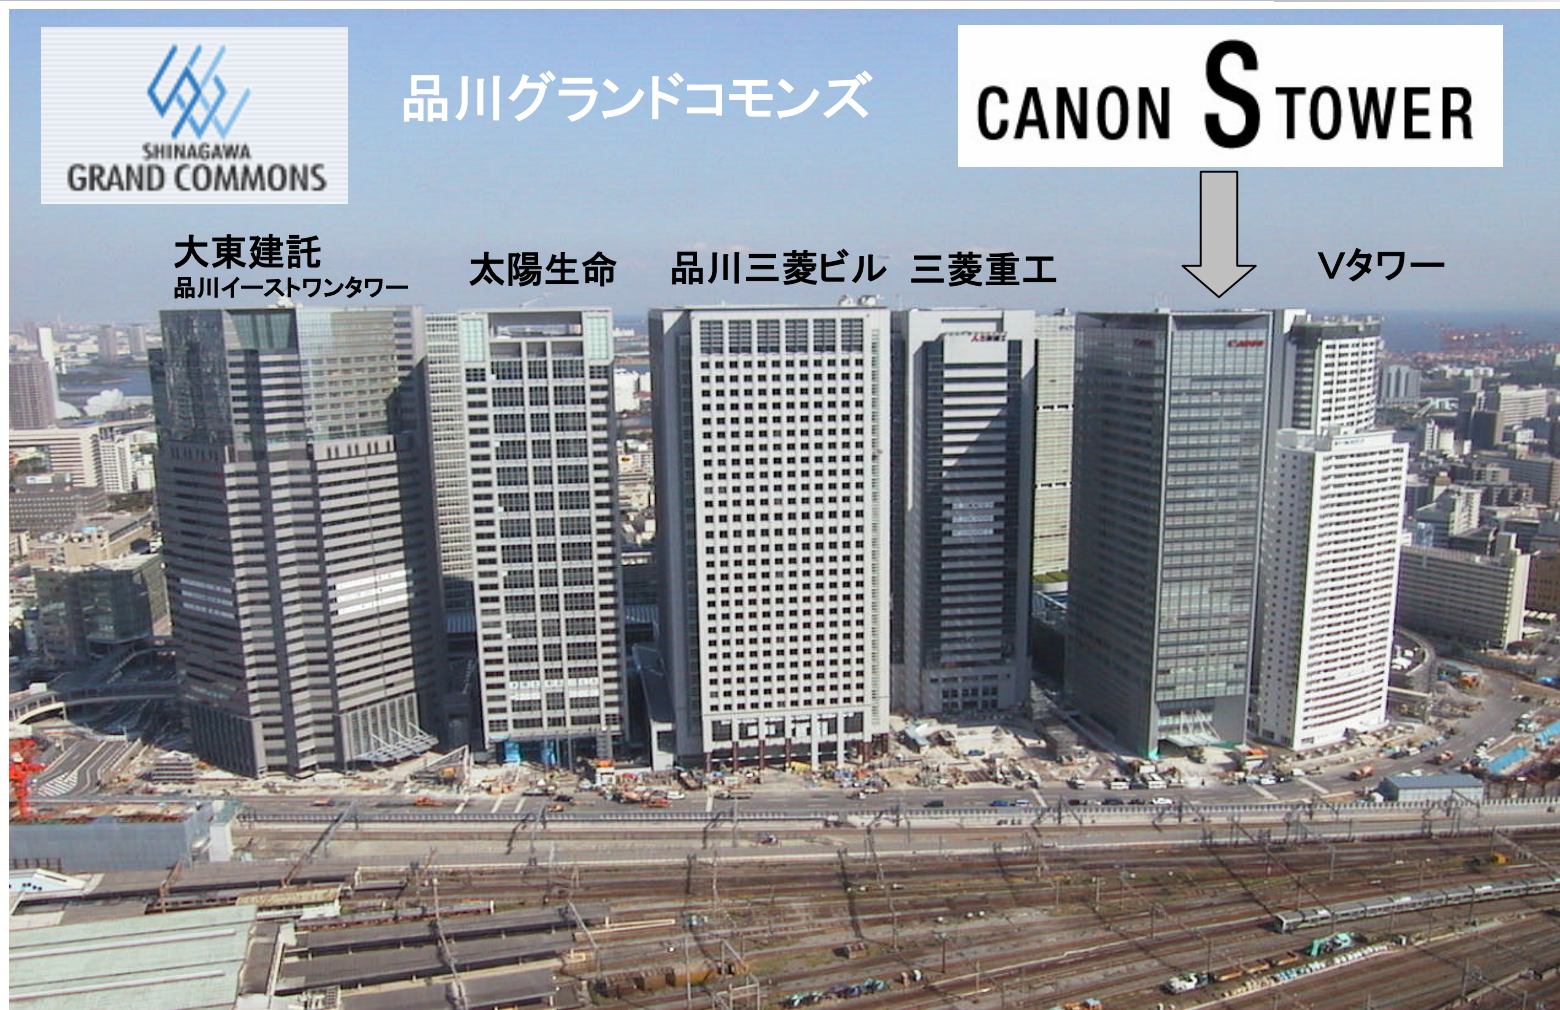 SHINAGAWA
GRAND COMMONS
品川グランドコモンズ
CANON S TOWER
大東建託
品川イーストワンタワー
太陽生命
品川三菱ビル
三菱重工
Vタワー
Canon